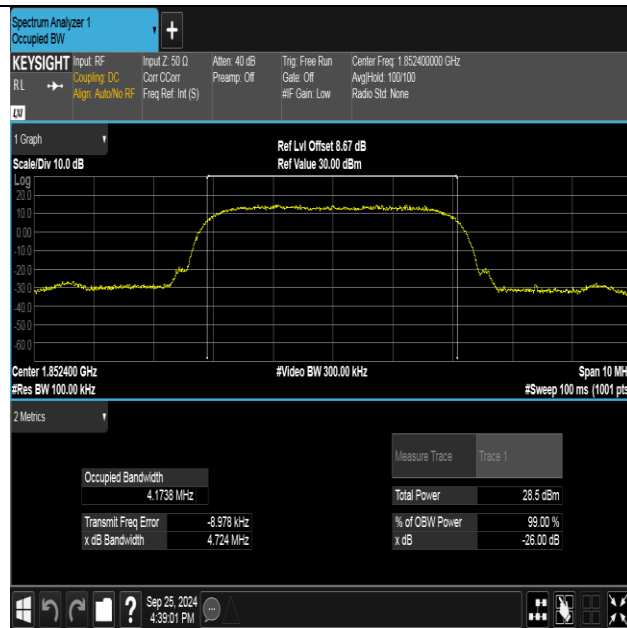 Spectrum Analyzer 1
Occupied BW
+
KEYSIGHT Input: RF Input Z: 50 Ω Atten: 40 dB Trig: Free Run Center Freq: 1.852400000 GHz
RL Coupling: DC Corr CCorr Preamp: Off Gate: Off Avg|Hold: 100/100
Align: Auto/No RF Freq Ref: Int (S) #IF Gain: Low Radio Std: None
LXI
1 Graph
Ref Lvl Offset 8.67 dB
Scale/Div 10.0 dB Ref Value 30.00 dBm
Log
20.0
10.0
0.00
-10.0
-20.0
-30.0
-40.0
-50.0
-60.0
Center 1.852400 GHz #Video BW 300.00 kHz Span 10 MH
#Res BW 100.00 kHz #Sweep 100 ms (1001 pts
2 Metrics
Measure Trace Trace 1
Occupied Bandwidth
4.1738 MHz Total Power 28.5 dBm
Transmit Freq Error -8.978 kHz % of OBW Power 99.00 %
x dB Bandwidth 4.724 MHz x dB -26.00 dB
? Sep 25, 2024
4:39:01 PM